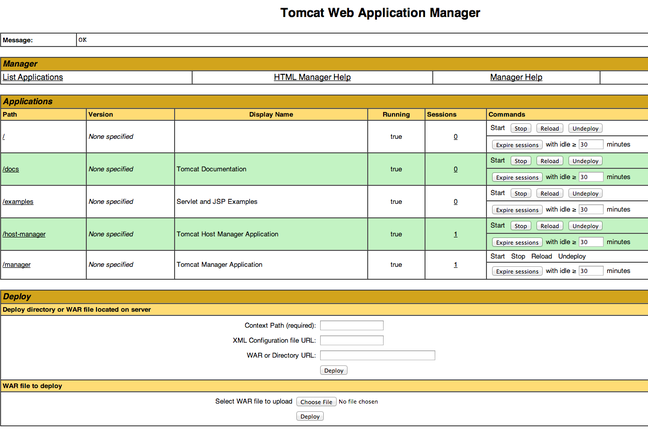 Tomcat Web Application Manager
Message: OK
Manager
List Applications HTML Manager Help Manager Help
Applications
Path Version Display Name Running Sessions Commands
/ None specified true 0 Start Stop Reload Undeploy
Expire sessions with idle ≥ 30 minutes
/docs None specified Tomcat Documentation true 0 Start Stop Reload Undeploy
Expire sessions with idle ≥ 30 minutes
/examples None specified Servlet and JSP Examples true 0 Start Stop Reload Undeploy
Expire sessions with idle ≥ 30 minutes
/host-manager None specified Tomcat Host Manager Application true 1 Start Stop Reload Undeploy
Expire sessions with idle ≥ 30 minutes
/manager None specified Tomcat Manager Application true 1 Start Stop Reload Undeploy
Expire sessions with idle ≥ 30 minutes
Deploy
Deploy directory or WAR file located on server
Context Path (required):
XML Configuration file URL:
WAR or Directory URL:
Deploy
WAR file to deploy
Select WAR file to upload Choose File No file chosen
Deploy